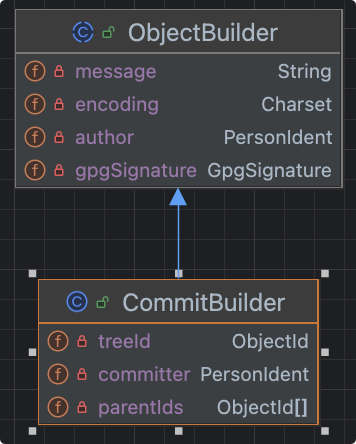 ObjectBuilder
message String
encoding Charset
author PersonIdent
gpgSignature GpgSignature
CommitBuilder
treeId ObjectId
committer PersonIdent
parentIds ObjectId[]